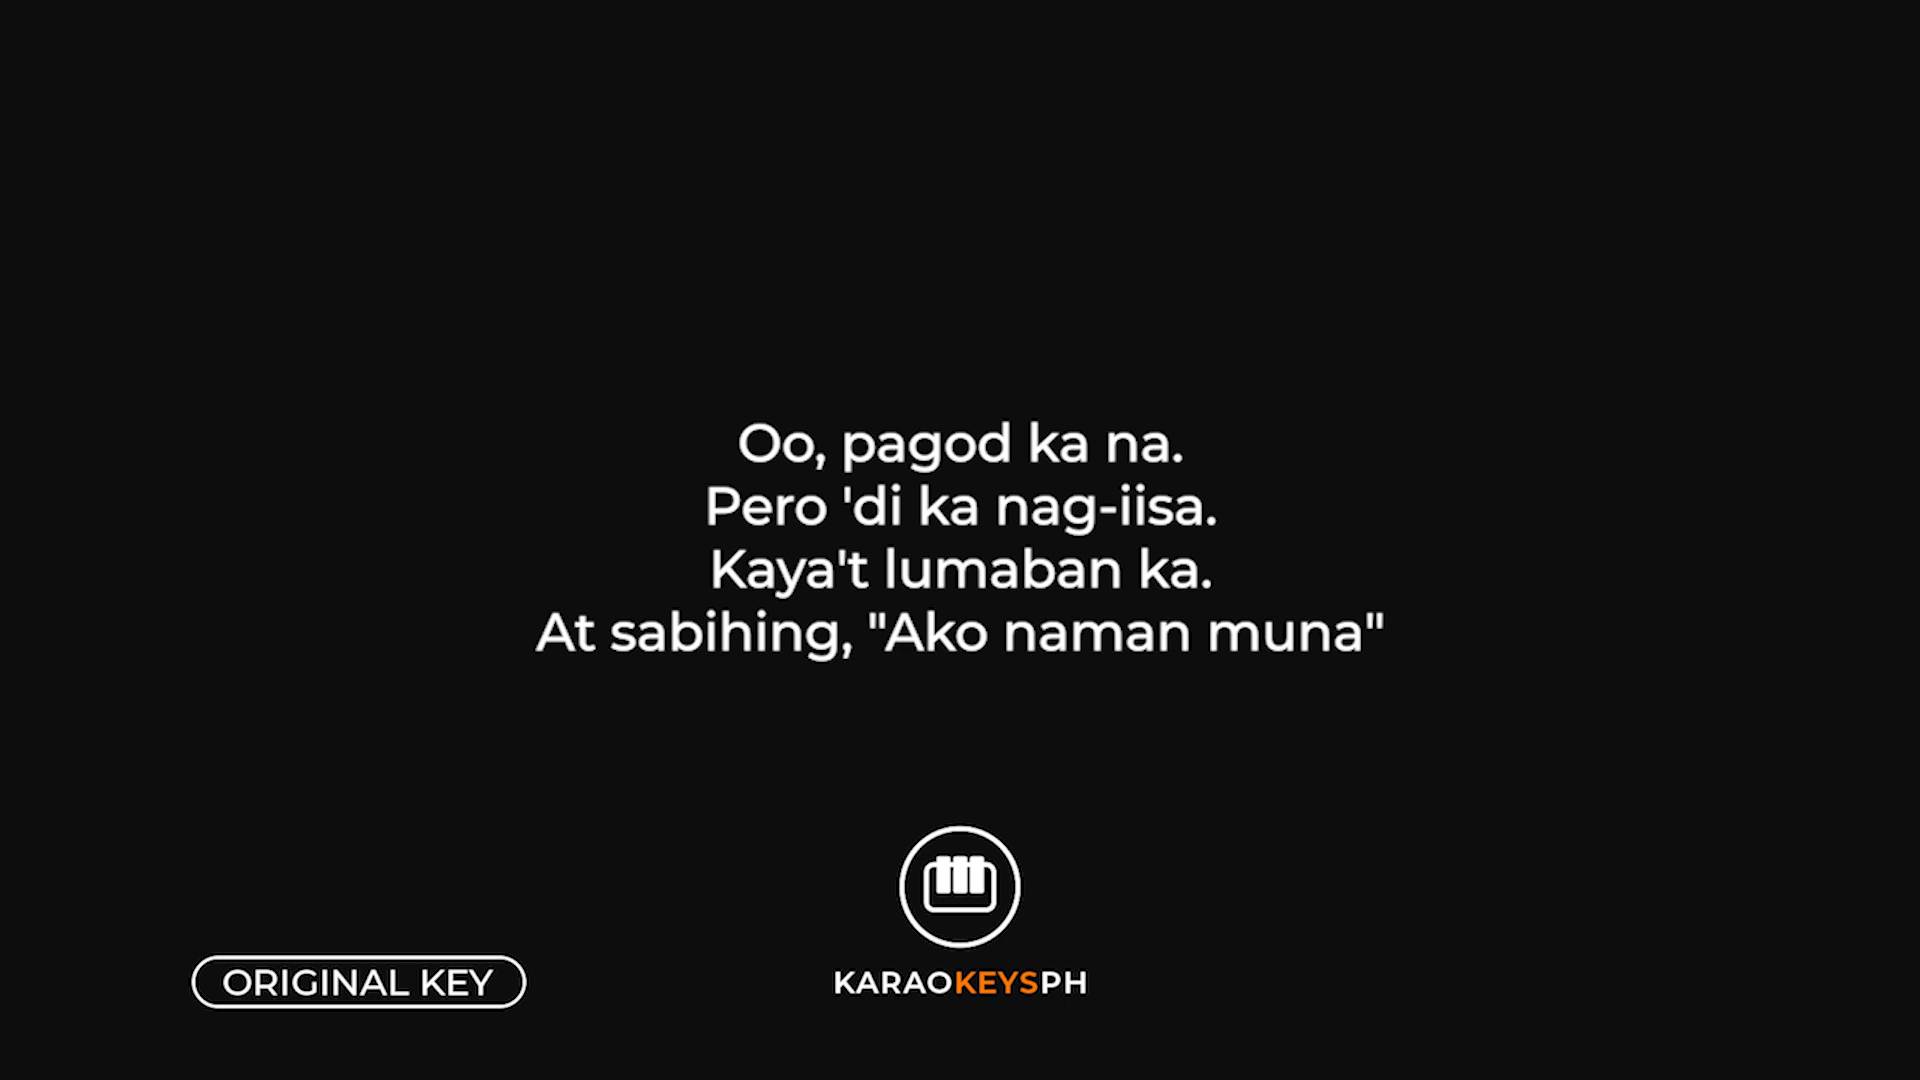 Oo, pagod ka na.
Pero 'di ka nag-iisa.
Kaya't lumaban ka.
At sabihing, "Ako naman muna"
ORIGINAL KEY
KARAOKEYSPH